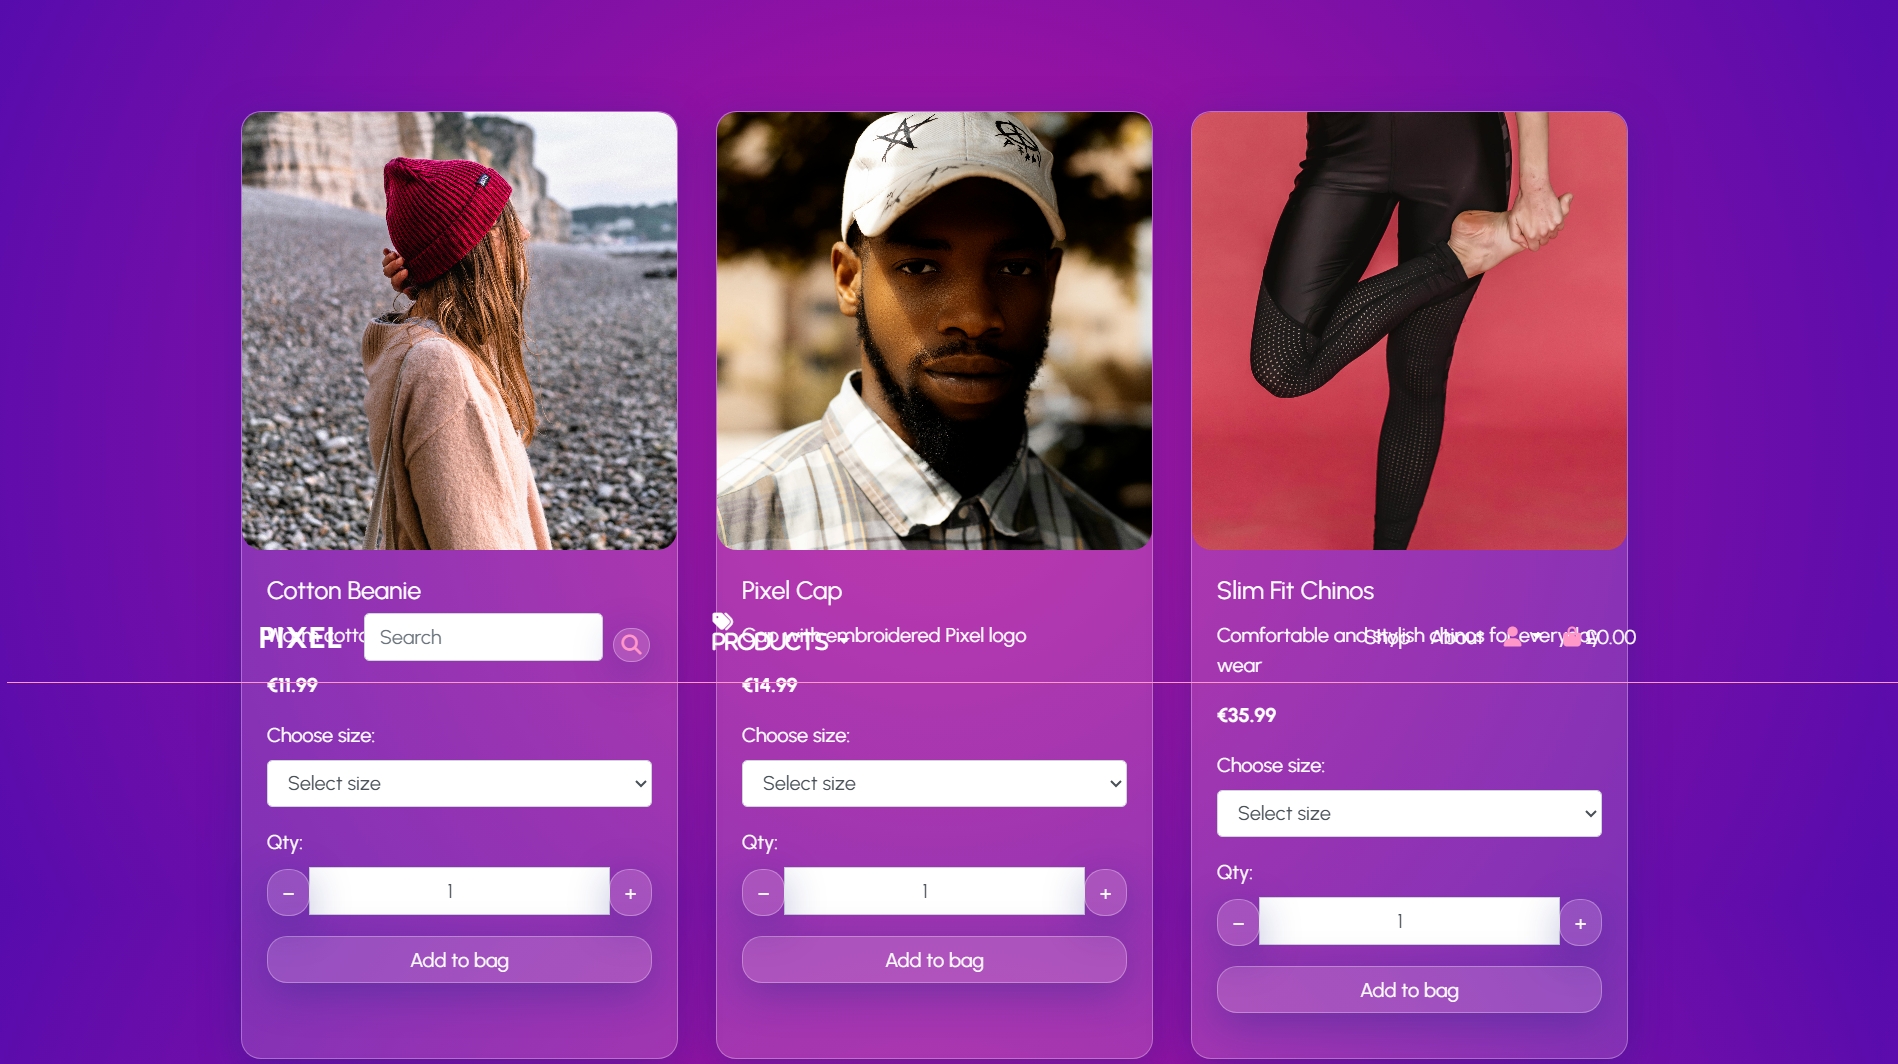 Cotton Beanie
Pixel Cap
Slim Fit Chinos
Warm cotto
Cap with embroidered Pixel logo
Comfortable and stylish chinos for everyday
wear
PIXEL
Search
PRODUCTS
Shop
About
£0.00
€11.99
€14.99
€35.99
Choose size:
Select size
Qty:
− 1 +
Add to bag
Choose size:
Select size
Qty:
− 1 +
Add to bag
Choose size:
Select size
Qty:
− 1 +
Add to bag